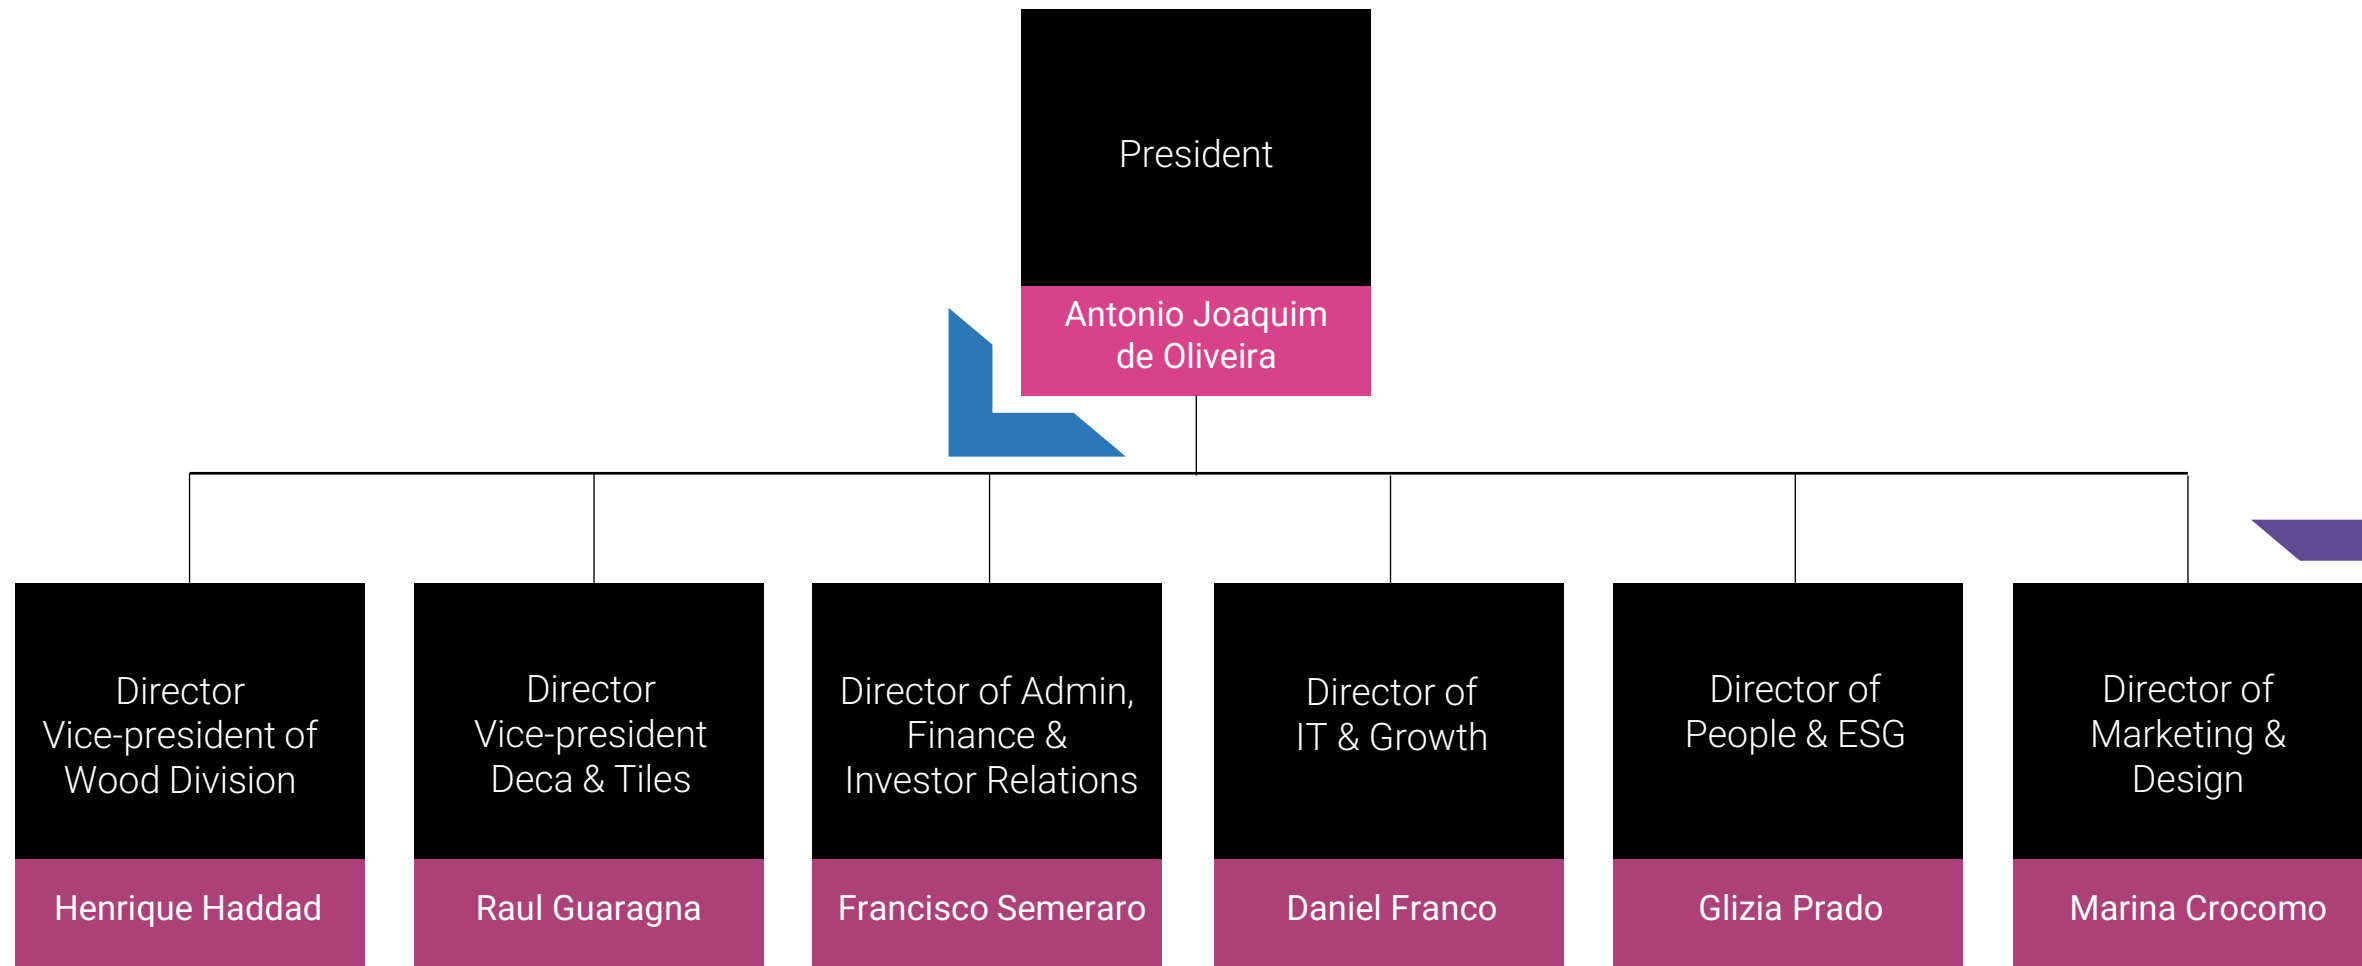 President
Antonio Joaquim
de Oliveira
Director
Vice-president of
Wood Division
Henrique Haddad
Director
Vice-president
Deca & Tiles
Raul Guaragna
Director of Admin,
Finance &
Investor Relations
Francisco Semeraro
Director of
IT & Growth
Daniel Franco
Director of
People & ESG
Glizia Prado
Director of
Marketing &
Design
Marina Crocomo